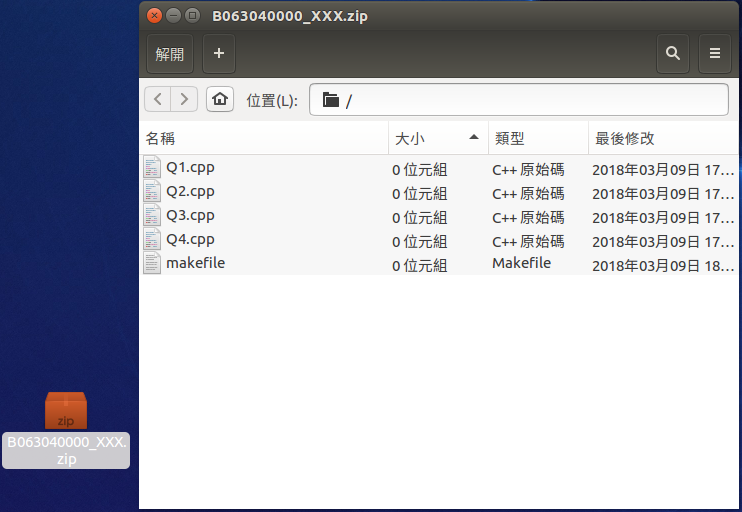 B063040000_XXX.zip
解開
位置(L): /
名稱 大小 類型 最後修改
Q1.cpp 0 位元組 C++ 原始碼 2018年03月09日 17…
Q2.cpp 0 位元組 C++ 原始碼 2018年03月09日 17…
Q3.cpp 0 位元組 C++ 原始碼 2018年03月09日 17…
Q4.cpp 0 位元組 C++ 原始碼 2018年03月09日 17…
makefile 0 位元組 Makefile 2018年03月09日 18…
zip
B063040000_XXX.
zip